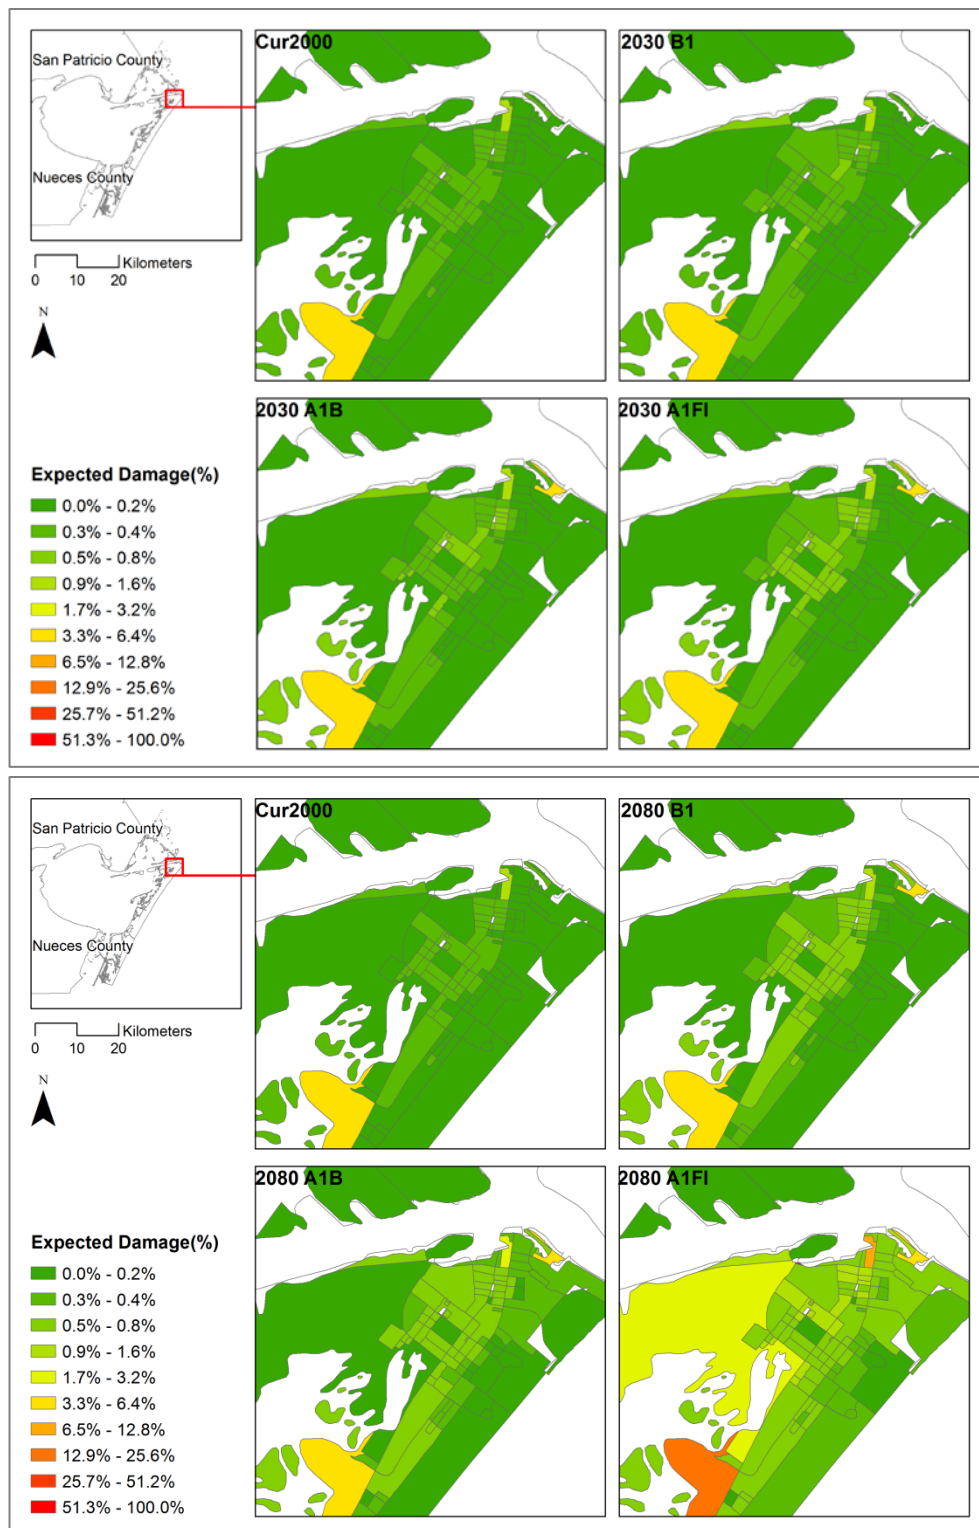 San Patricio County
Nueces County
Kilometers
0 10 20
N
Cur2000
2030 B1
2030 A1B
2030 A1FI
Expected Damage(%)
0.0% - 0.2%
0.3% - 0.4%
0.5% - 0.8%
0.9% - 1.6%
1.7% - 3.2%
3.3% - 6.4%
6.5% - 12.8%
12.9% - 25.6%
25.7% - 51.2%
51.3% - 100.0%
San Patricio County
Nueces County
Kilometers
0 10 20
N
Cur2000
2080 B1
2080 A1B
2080 A1FI
Expected Damage(%)
0.0% - 0.2%
0.3% - 0.4%
0.5% - 0.8%
0.9% - 1.6%
1.7% - 3.2%
3.3% - 6.4%
6.5% - 12.8%
12.9% - 25.6%
25.7% - 51.2%
51.3% - 100.0%